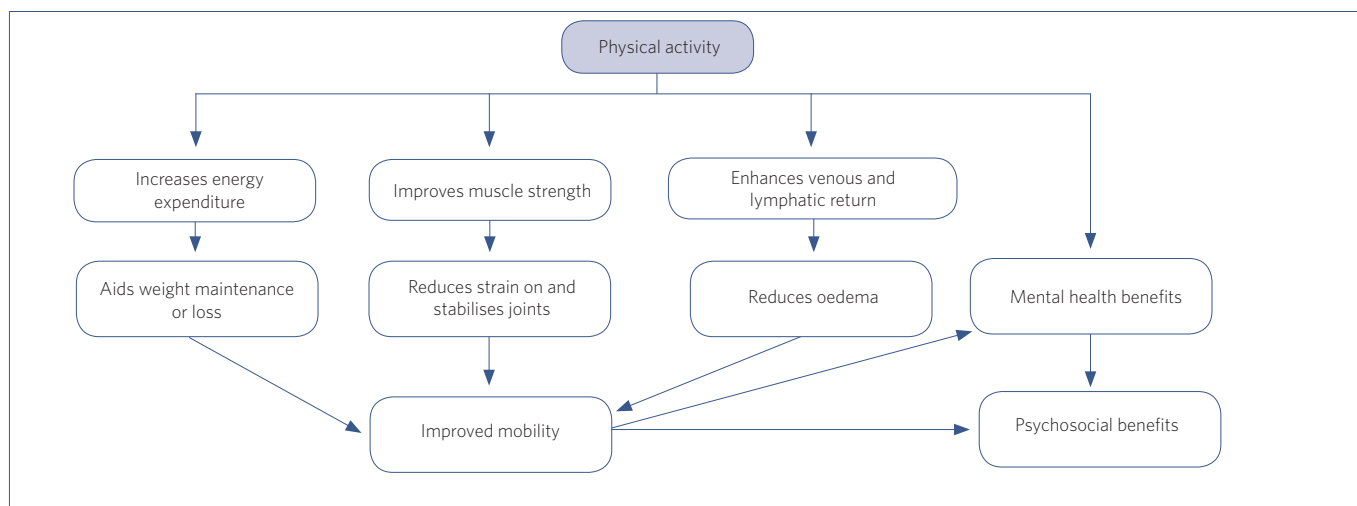 Physical activity
Increases energy
expenditure
Improves muscle strength
Enhances venous and
lymphatic return
Aids weight maintenance
or loss
Reduces strain on and
stabilises joints
Reduces oedema
Mental health benefits
Improved mobility
Psychosocial benefits